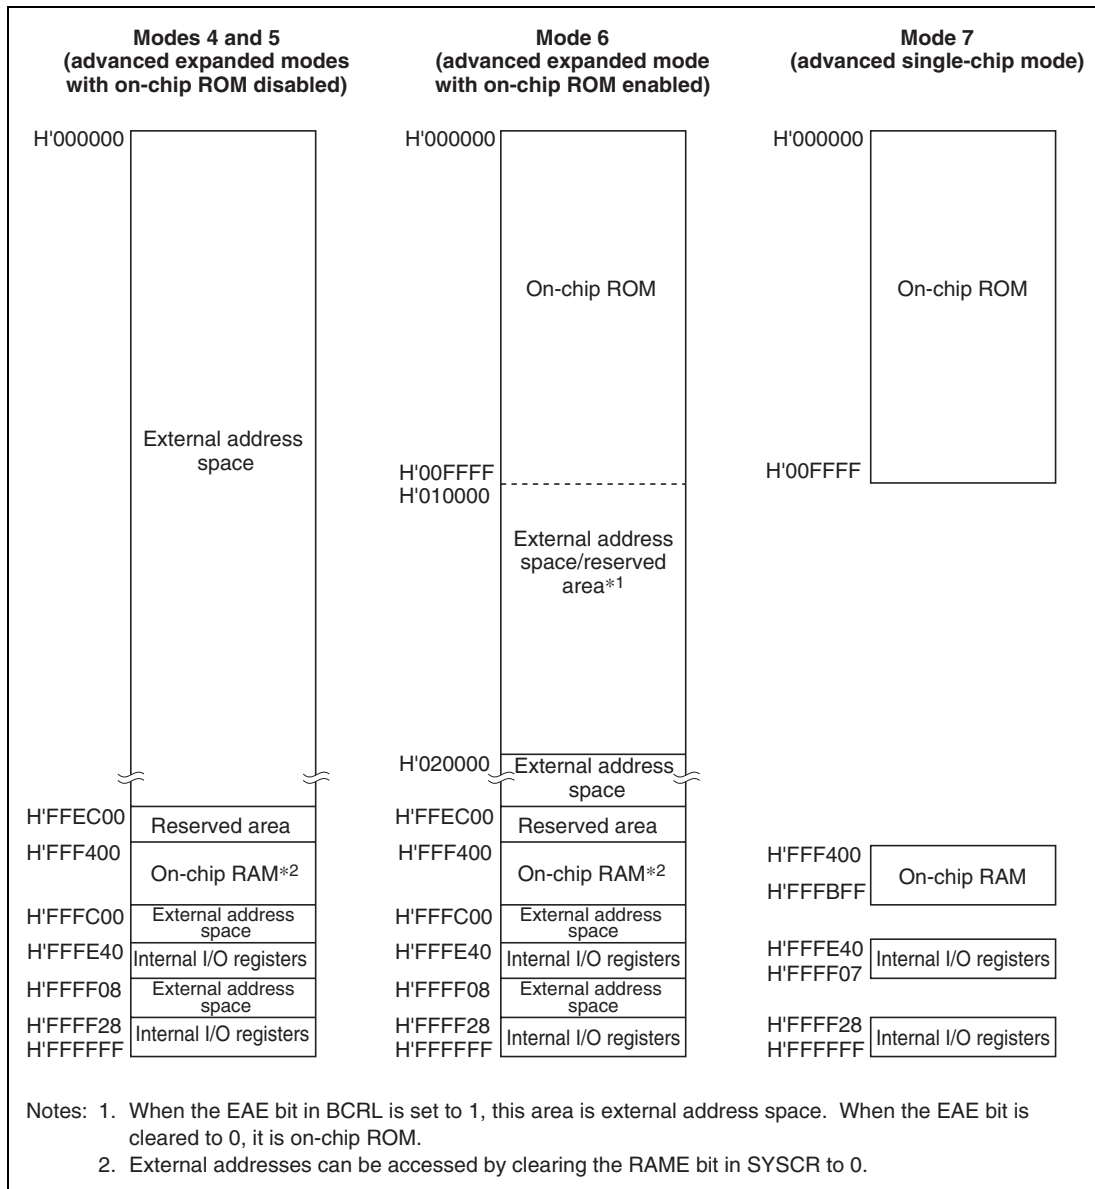 Modes 4 and 5
(advanced expanded modes
with on-chip ROM disabled)
H'000000
External address
space
H'FFEC00
Reserved area
H'FFF400
On-chip RAM*2
H'FFFC00
External address
space
H'FFFE40
Internal I/O registers
H'FFFF08
External address
space
H'FFFF28
Internal I/O registers
H'FFFFFF
Mode 6
(advanced expanded mode
with on-chip ROM enabled)
H'000000
On-chip ROM
H'00FFFF
H'010000
External address
space/reserved
area*1
H'020000
External address
space
H'FFEC00
Reserved area
H'FFF400
On-chip RAM*2
H'FFFC00
External address
space
H'FFFE40
Internal I/O registers
H'FFFF08
External address
space
H'FFFF28
Internal I/O registers
H'FFFFFF
Mode 7
(advanced single-chip mode)
H'000000
On-chip ROM
H'00FFFF
H'FFF400
On-chip RAM
H'FFFBFF
H'FFFE40
Internal I/O registers
H'FFFF07
H'FFFF28
Internal I/O registers
H'FFFFFF
Notes: 1. When the EAE bit in BCRL is set to 1, this area is external address space. When the EAE bit is
cleared to 0, it is on-chip ROM.
2. External addresses can be accessed by clearing the RAME bit in SYSCR to 0.